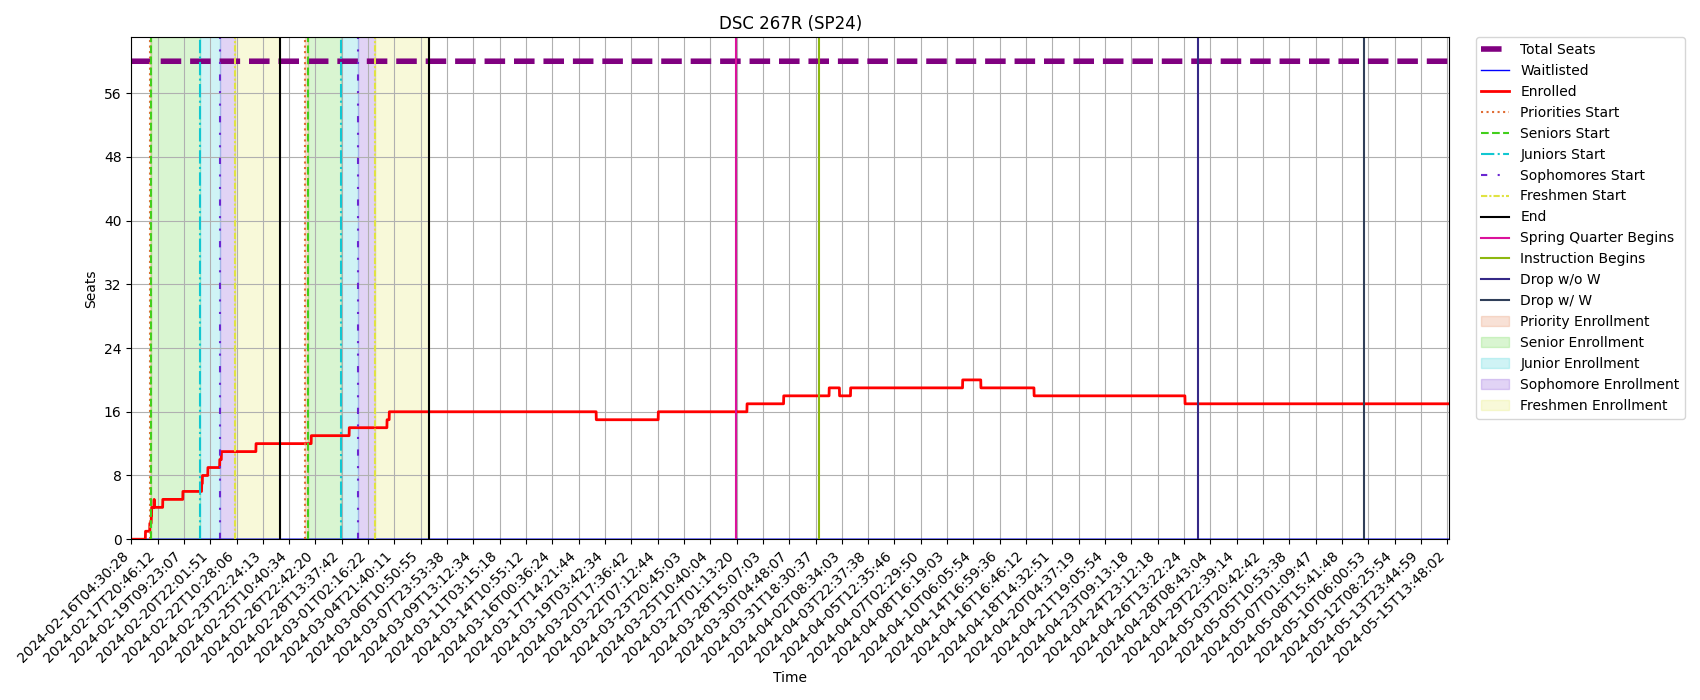 DSC 267R (SP24)
Seats
56
48
40
32
24
16
8
0
2024-02-16T04:30:28
2024-02-17T20:46:12
2024-02-19T09:23:07
2024-02-20T22:01:51
2024-02-22T10:28:06
2024-02-23T22:24:13
2024-02-25T10:40:34
2024-02-26T22:42:20
2024-02-28T13:37:42
2024-03-01T02:16:22
2024-03-04T21:40:11
2024-03-06T10:50:55
2024-03-07T23:53:38
2024-03-09T13:12:34
2024-03-11T03:15:18
2024-03-14T10:55:12
2024-03-16T00:36:24
2024-03-17T14:21:44
2024-03-19T03:42:34
2024-03-20T17:36:42
2024-03-22T07:12:44
2024-03-23T20:45:03
2024-03-25T10:40:04
2024-03-27T01:13:20
2024-03-28T15:07:03
2024-03-30T04:48:07
2024-03-31T18:30:37
2024-04-02T08:34:03
2024-04-03T22:37:38
2024-04-05T12:35:46
2024-04-07T02:29:50
2024-04-08T16:19:03
2024-04-10T06:05:54
2024-04-14T16:59:36
2024-04-16T16:46:12
2024-04-18T14:32:51
2024-04-20T04:37:19
2024-04-21T19:05:54
2024-04-23T09:13:18
2024-04-24T23:12:18
2024-04-26T13:22:24
2024-04-28T08:43:04
2024-04-29T22:39:14
2024-05-03T20:42:42
2024-05-05T10:53:38
2024-05-07T01:09:47
2024-05-08T15:41:48
2024-05-10T06:00:53
2024-05-12T08:25:54
2024-05-13T23:44:59
2024-05-15T13:48:02
Time
Total Seats
Waitlisted
Enrolled
Priorities Start
Seniors Start
Juniors Start
Sophomores Start
Freshmen Start
End
Spring Quarter Begins
Instruction Begins
Drop w/o W
Drop w/ W
Priority Enrollment
Senior Enrollment
Junior Enrollment
Sophomore Enrollment
Freshmen Enrollment